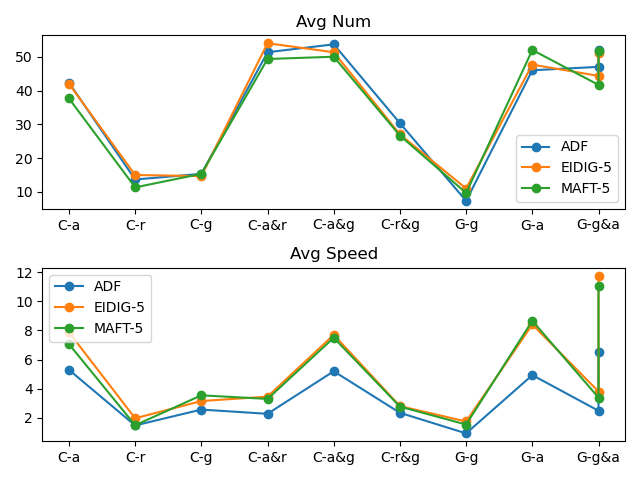 Avg Num
50
40
30
20
10
ADF
EIDIG-5
MAFT-5
C-a C-r C-g C-a&r C-a&g C-r&g G-g G-a G-g&a
Avg Speed
12
10
8
6
4
2
ADF
EIDIG-5
MAFT-5
C-a C-r C-g C-a&r C-a&g C-r&g G-g G-a G-g&a